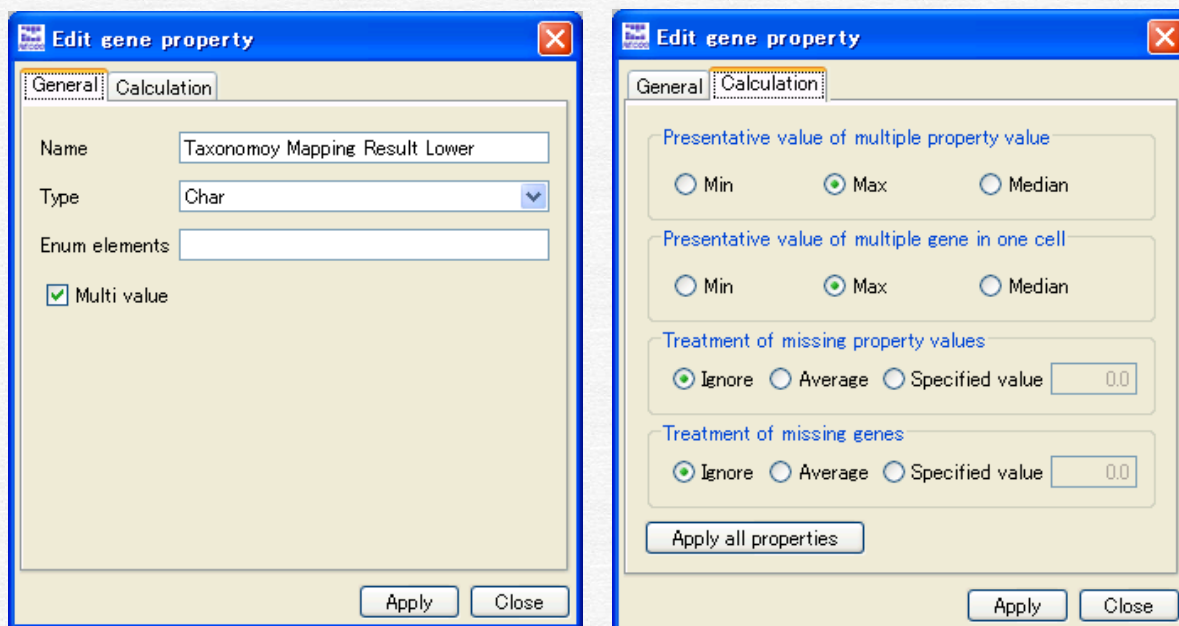 Edit gene property
General Calculation
Name Taxonomoy Mapping Result Lower
Type Char
Enum elements
Multi value
Apply Close
Edit gene property
General Calculation
Presentative value of multiple property value
Min Max Median
Presentative value of multiple gene in one cell
Min Max Median
Treatment of missing property values
Ignore Average Specified value 0.0
Treatment of missing genes
Ignore Average Specified value 0.0
Apply all properties
Apply Close